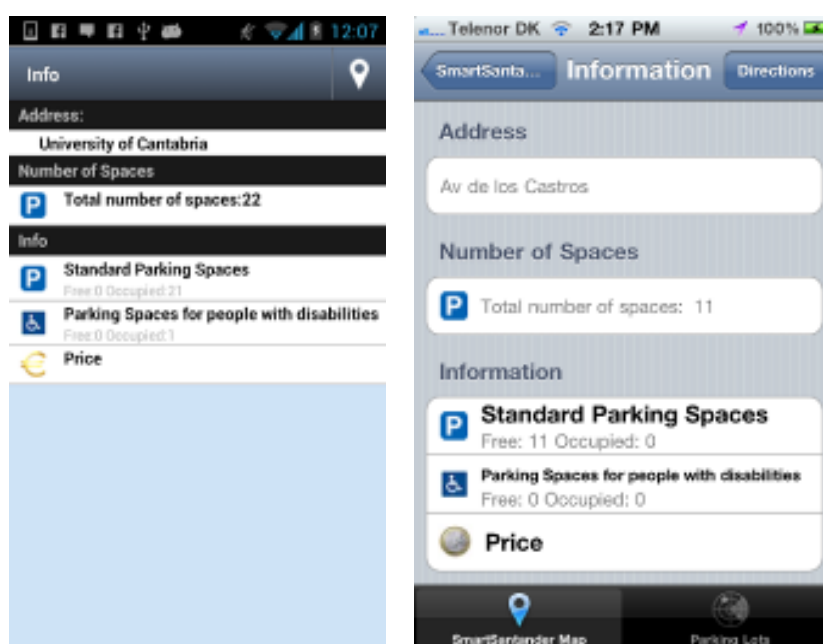 12:07
Info
Address:
University of Cantabria
Number of Spaces
P
Total number of spaces:22
Info
P
Standard Parking Spaces
Free:0 Occupied:21
Parking Spaces for people with disabilities
Free:0 Occupied:1
€
Price
Telenor DK
2:17 PM
100%
SmartSanta...
Information
Directions
Address
Av de los Castros
Number of Spaces
P
Total number of spaces: 11
Information
P
Standard Parking Spaces
Free: 11 Occupied: 0
Parking Spaces for people with disabilities
Free: 0 Occupied: 0
Price
SmartSantander Map
Parking Lots